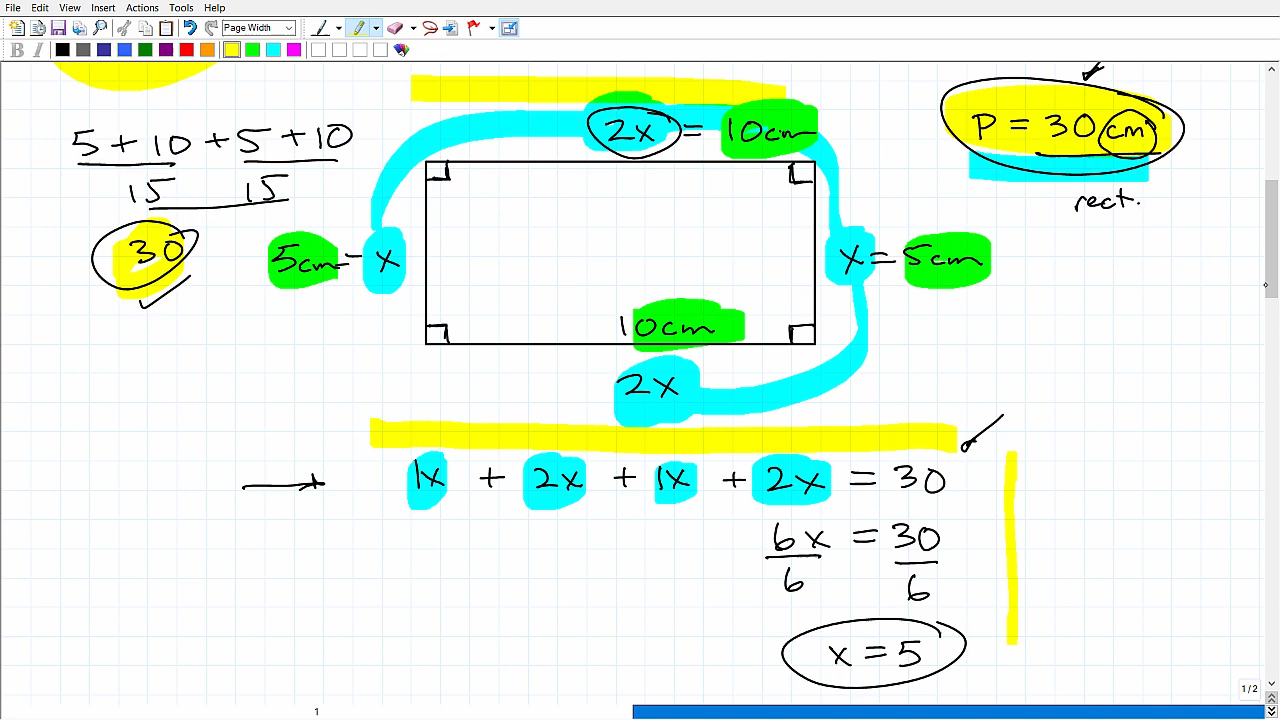 File Edit View Insert Actions Tools Help
Page Width
B I
5 + 10 + 5 + 10
15 15
30
2x = 10cm
P = 30 cm
rect.
5cm = x
x = 5cm
10cm
2x
1x + 2x + 1x + 2x = 30
6x = 30
6 6
x = 5
1/2
1